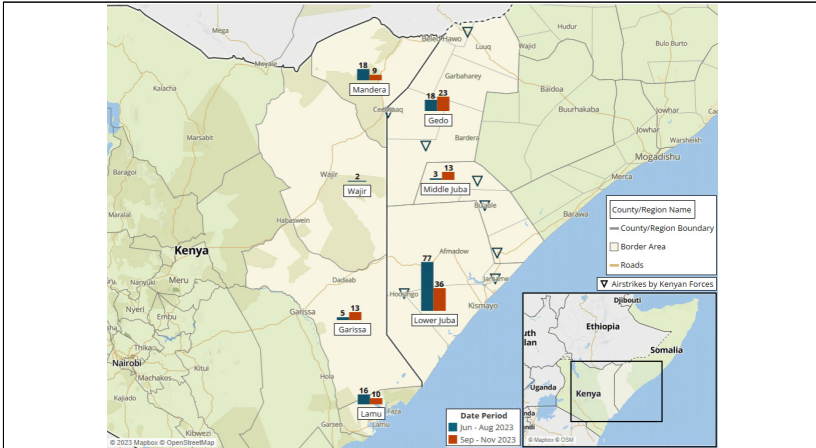 Mega
Hudur
Beled Hawo
Luuq
Wajid
Bulo Burto
Moyale
18
9
Mandera
Garbaharey
Kalacha
18
23
Gedo
Baidoa
Buurhakaba
Jowhar
Jowhar
Warsheikh
Marsabit
Bardera
Mogadishu
Baragoi
Wajir
2
Wajir
3
13
Middle Juba
Merca
Bu'aale
Maralal
Habaswein
Barawa
County/Region Name
County/Region Boundary
Border Area
Roads
Airstrikes by Kenyan Forces
Kenya
Afmadow
77
36
Lower Juba
Jamame
Nanyuki
Meru
Dadaab
Hosingo
Kismayo
Nyeri
Embu
Garissa
5
13
Garissa
Thika
Nairobi
Kitui
Machakos
Hola
Kajiado
16
10
Lamu
Faza
Garsen
Lamu
Kibwezi
Date Period
Jun - Aug 2023
Sep - Nov 2023
Djibouti
Ethiopia
Somalia
Uganda
Kenya
© Mapbox © OSM
© 2023 Mapbox © OpenStreetMap